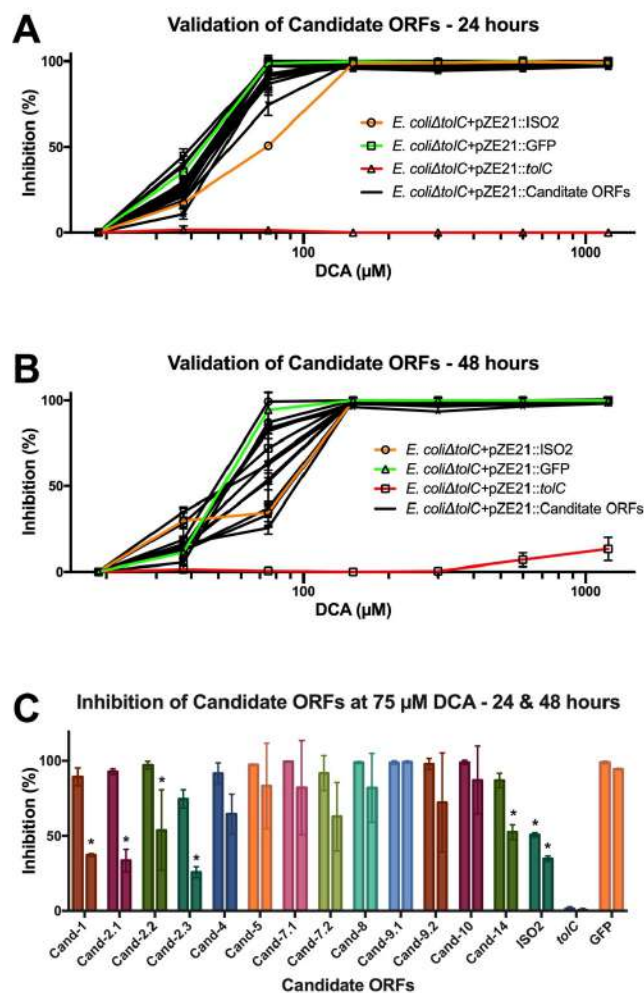 A
Validation of Candidate ORFs - 24 hours
100
50
0
Inhibition (%)
E. coliΔtolC+pZE21::ISO2
E. coliΔtolC+pZE21::GFP
E. coliΔtolC+pZE21::tolC
E. coliΔtolC+pZE21::Canditate ORFs
100
1000
DCA (µM)
B
Validation of Candidate ORFs - 48 hours
100
50
0
Inhibition (%)
E. coliΔtolC+pZE21::ISO2
E. coliΔtolC+pZE21::GFP
E. coliΔtolC+pZE21::tolC
E. coliΔtolC+pZE21::Canditate ORFs
100
1000
DCA (µM)
C
Inhibition of Candidate ORFs at 75 µM DCA - 24 & 48 hours
100
50
0
Inhibition (%)
* * * * * * *
Cand-1
Cand-2.1
Cand-2.2
Cand-2.3
Cand-4
Cand-5
Cand-7.1
Cand-7.2
Cand-8
Cand-9.1
Cand-9.2
Cand-10
Cand-14
ISO2
tolC
GFP
Candidate ORFs